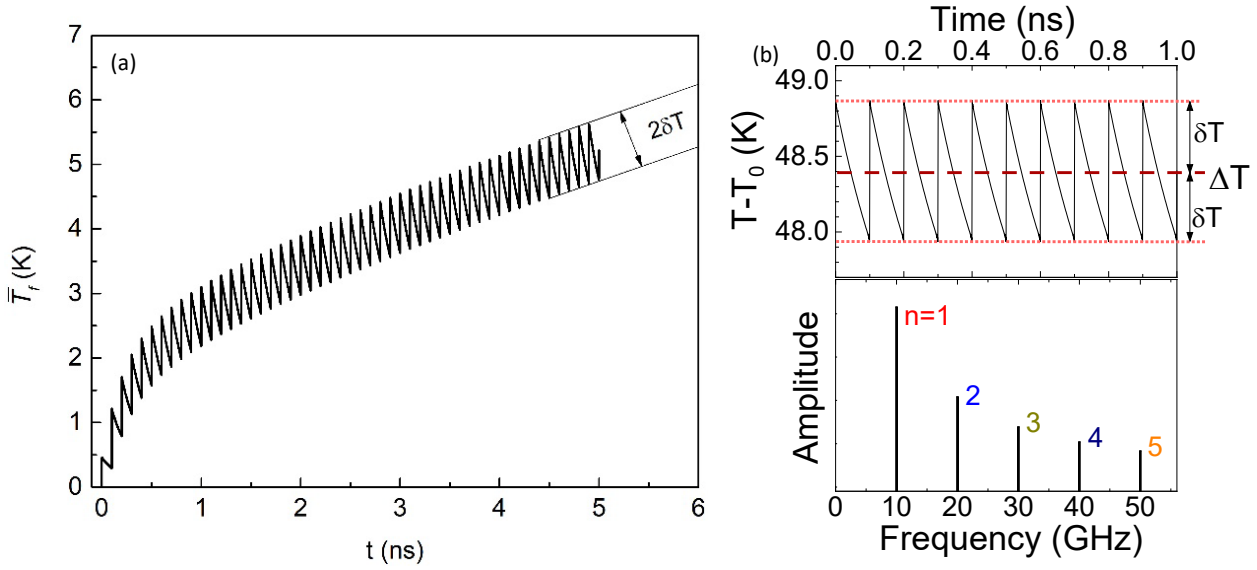 (a)
7
6
5
4
3
2
1
0
T̅f (K)
2δT
0 1 2 3 4 5 6
t (ns)
(b)
Time (ns)
0.0 0.2 0.4 0.6 0.8 1.0
49.0
48.5
48.0
T-T0 (K)
δT
ΔT
δT
Amplitude
n=1
2
3
4
5
0 10 20 30 40 50
Frequency (GHz)